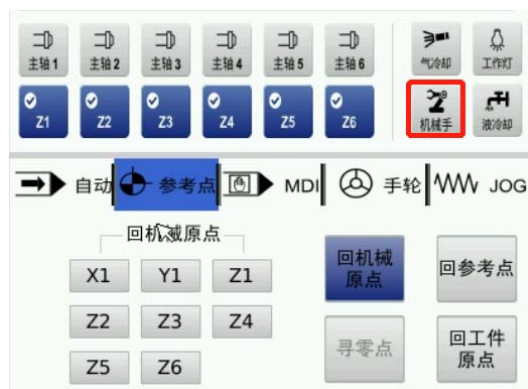 主轴1 主轴2 主轴3 主轴4 主轴5 主轴6 气冷却 工作灯
Z1 Z2 Z3 Z4 Z5 Z6 机械手 液冷却
自动 参考点 MDI 手轮 JOG
回机械原点
X1 Y1 Z1
Z2 Z3 Z4
Z5 Z6
回机械
原点
回参考点
寻零点
回工件
原点